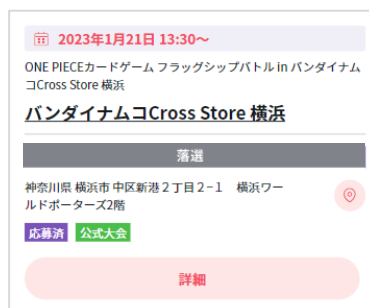 2023年1月21日 13:30～
ONE PIECEカードゲーム フラッグシップバトル in バンダイナム
コCross Store 横浜
バンダイナムコCross Store 横浜
落選
神奈川県 横浜市 中区新港２丁目２−１　横浜ワー
ルドポーターズ2階
応募済 公式大会
詳細